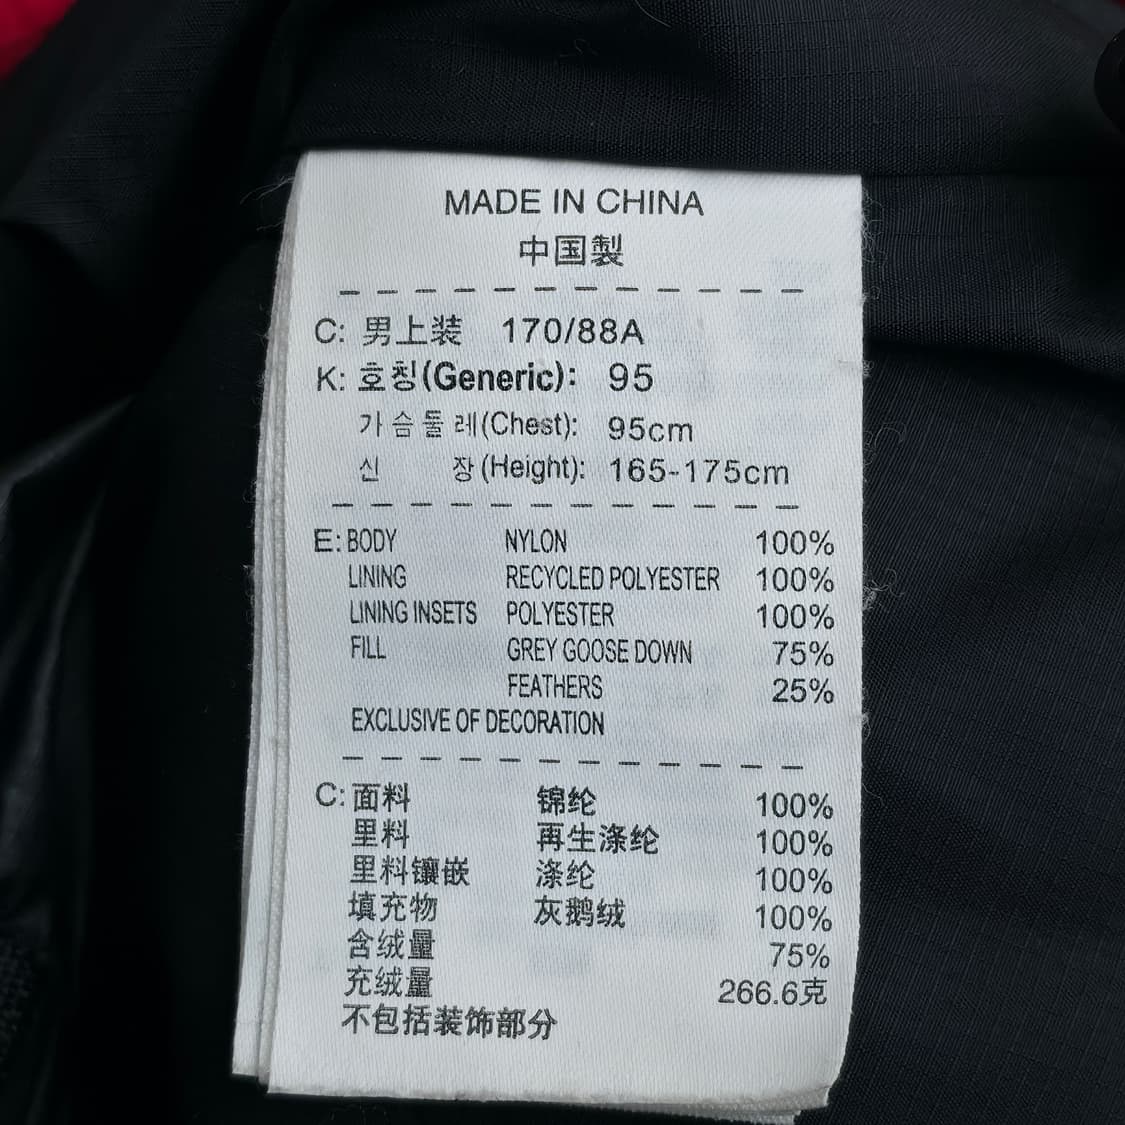 MADE IN CHINA
中国製
C: 男上装 170/88A
K: 호칭(Generic): 95
가슴둘레(Chest): 95cm
신 장(Height): 165-175cm
E: BODY NYLON 100%
LINING RECYCLED POLYESTER 100%
LINING INSETS POLYESTER 100%
FILL GREY GOOSE DOWN 75%
FEATHERS 25%
EXCLUSIVE OF DECORATION
C: 面料 锦纶 100%
里料 再生涤纶 100%
里料镶嵌 涤纶 100%
填充物 灰鹅绒 100%
含绒量 75%
充绒量 266.6克
不包括装饰部分